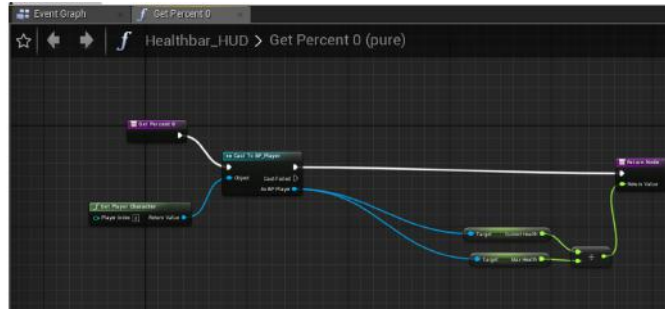 Event Graph
f Get Percent 0
f Healthbar_HUD > Get Percent 0 (pure)
Get Percent 0
Cast To BP_Player
Object
Cast Failed
As BP Player
Get Player Character
Player Index 0
Return Value
Target
Current Health
Target
Max Health
÷
Return Node
Return Value